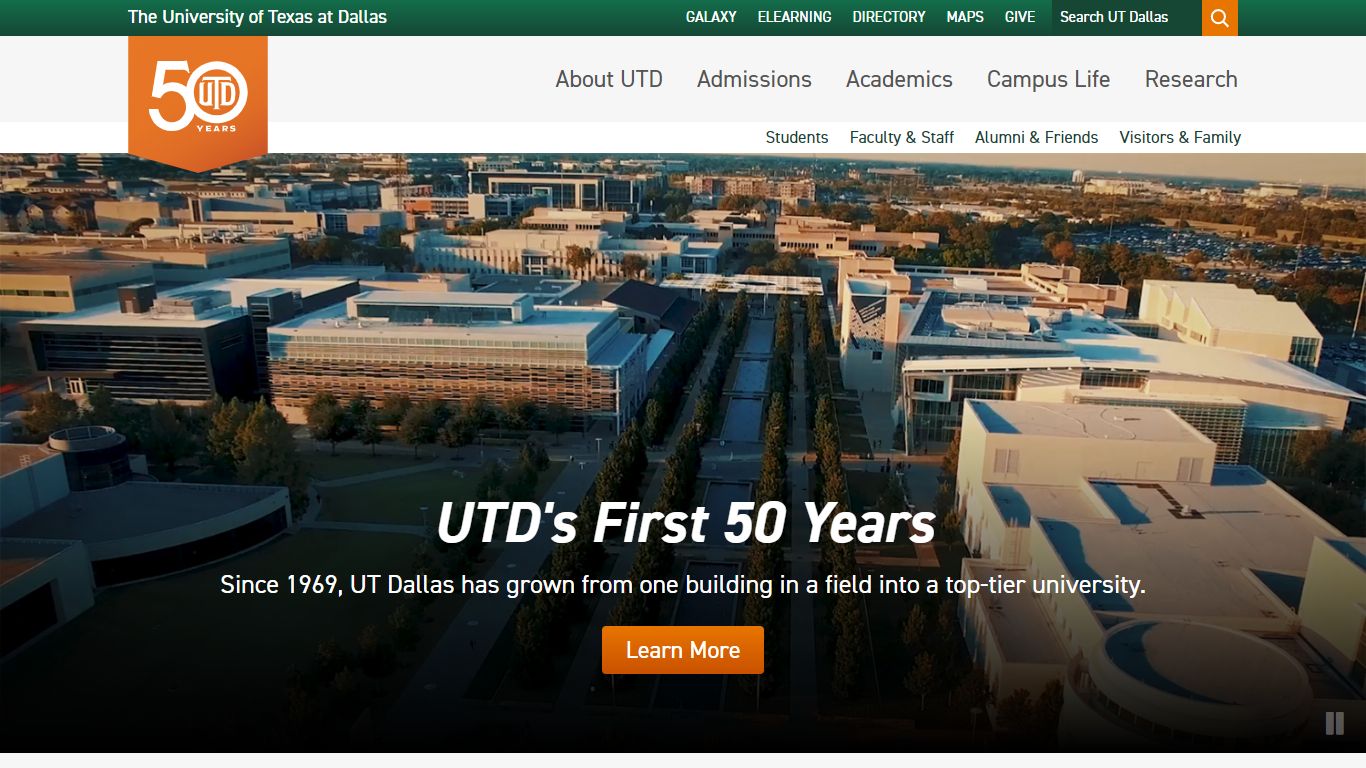 The University of Texas at Dallas
GALAXY ELEARNING DIRECTORY MAPS GIVE Search UT Dallas
50 UTD
YEARS
About UTD Admissions Academics Campus Life Research
Students Faculty & Staff Alumni & Friends Visitors & Family
UTD's First 50 Years
Since 1969, UT Dallas has grown from one building in a field into a top-tier university.
Learn More